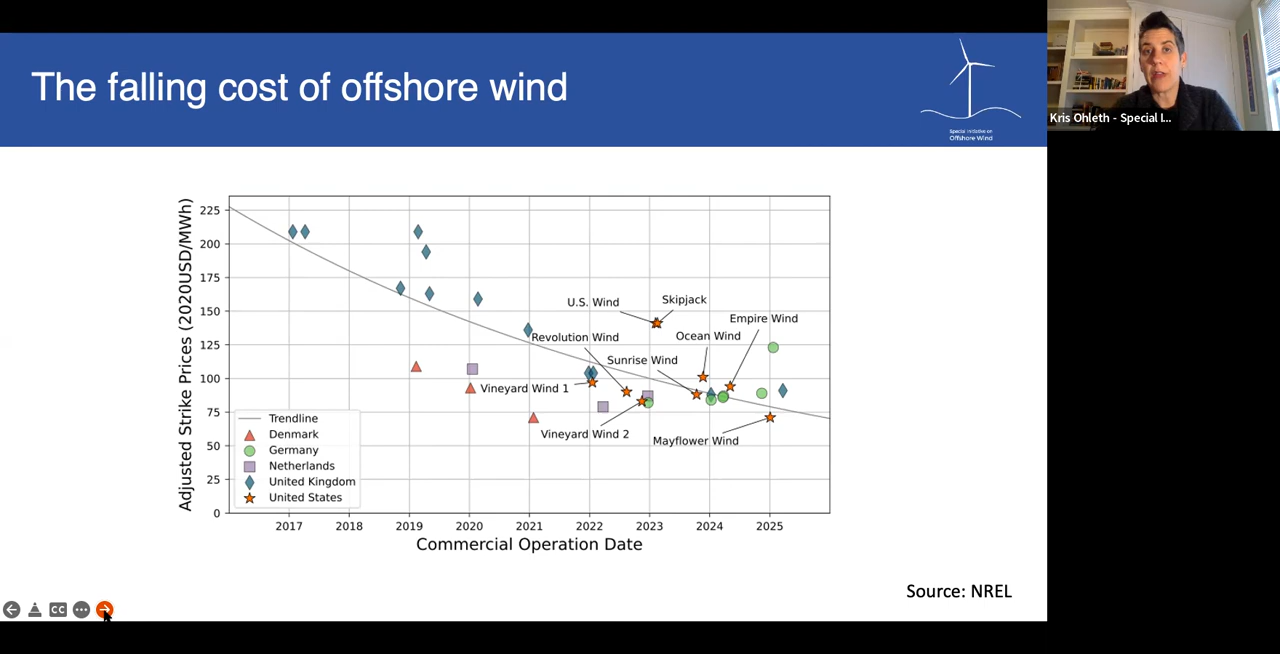 The falling cost of offshore wind
Special Initiative on
Offshore Wind
Kris Ohleth - Special I...
Adjusted Strike Prices (2020USD/MWh)
225
200
175
150
125
100
75
50
25
0
U.S. Wind
Skipjack
Revolution Wind
Ocean Wind
Empire Wind
Sunrise Wind
Vineyard Wind 1
Vineyard Wind 2
Mayflower Wind
Trendline
Denmark
Germany
Netherlands
United Kingdom
United States
2017 2018 2019 2020 2021 2022 2023 2024 2025
Commercial Operation Date
Source: NREL
CC